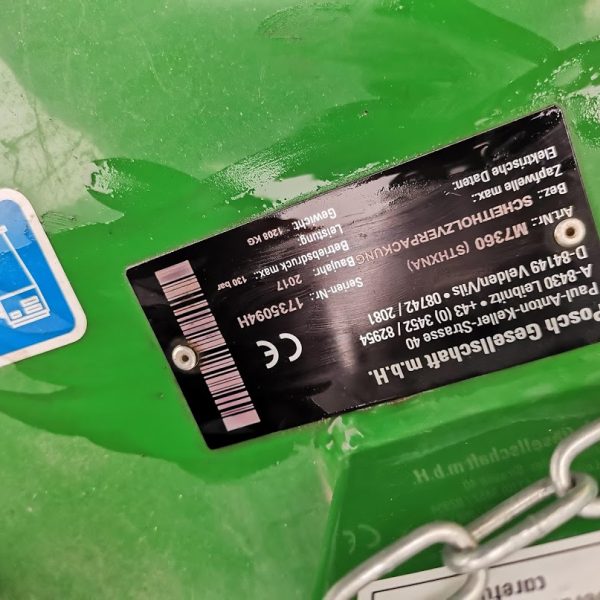 Posch Gesellschaft m.b.H.
Paul-Anton-Keller-Strasse 40
A-8430 Leibnitz • +43 (0) 3452 / 82954
D-84149 Velden/Vils • 08742 / 2081
Art.Nr.: M7360 (STHXNA)
Bez.: SCHEITHOLZVERPACKUNG
Zapfwelle max.:
Elektrische Daten:
Serien-Nr.: 1735094H
Baujahr: 2017
Betriebsdruck max.: 130 bar
Leistung:
Gewicht: 1208 KG
CE